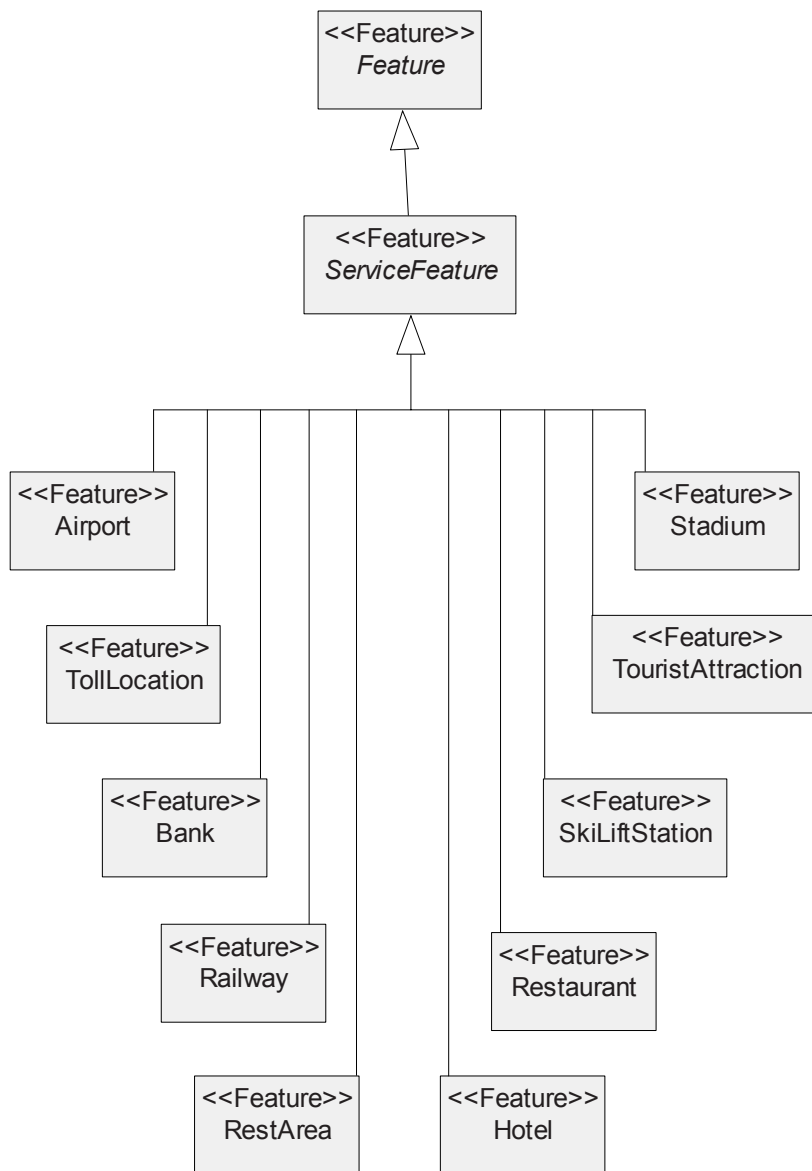 <<Feature>>
Feature
<<Feature>>
ServiceFeature
<<Feature>>
Airport
<<Feature>>
Stadium
<<Feature>>
TollLocation
<<Feature>>
TouristAttraction
<<Feature>>
Bank
<<Feature>>
SkiLiftStation
<<Feature>>
Railway
<<Feature>>
Restaurant
<<Feature>>
RestArea
<<Feature>>
Hotel